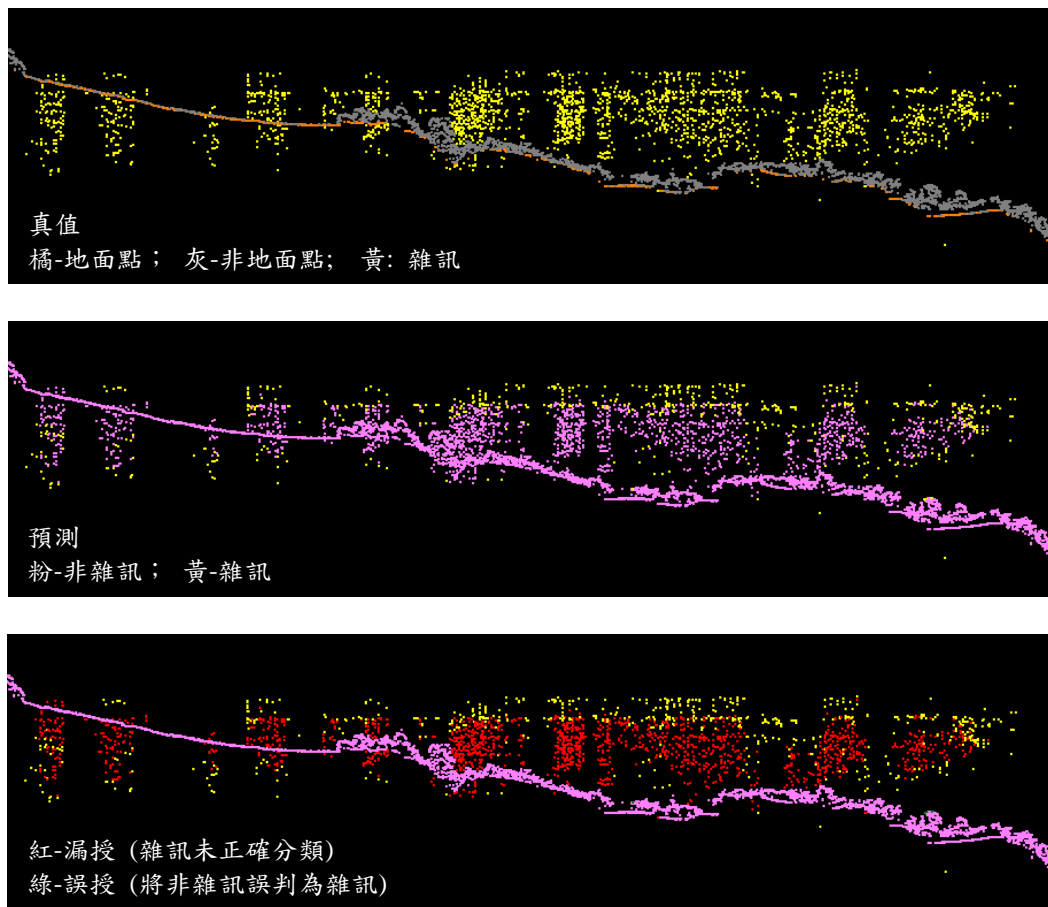 真值
橘-地面點； 灰-非地面點; 黃: 雜訊
預測
粉-非雜訊； 黃-雜訊
紅-漏授 (雜訊未正確分類)
綠-誤授 (將非雜訊誤判為雜訊)